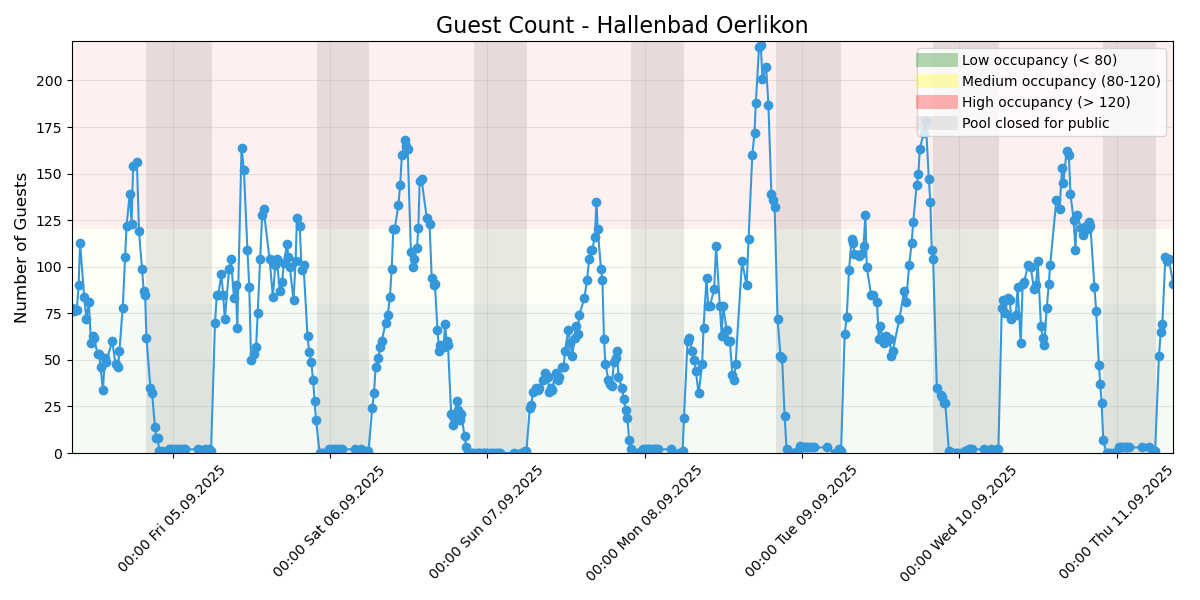 Guest Count - Hallenbad Oerlikon
Number of Guests
200
175
150
125
100
75
50
25
0
Low occupancy (< 80)
Medium occupancy (80-120)
High occupancy (> 120)
Pool closed for public
00:00 Fri 05.09.2025
00:00 Sat 06.09.2025
00:00 Sun 07.09.2025
00:00 Mon 08.09.2025
00:00 Tue 09.09.2025
00:00 Wed 10.09.2025
00:00 Thu 11.09.2025